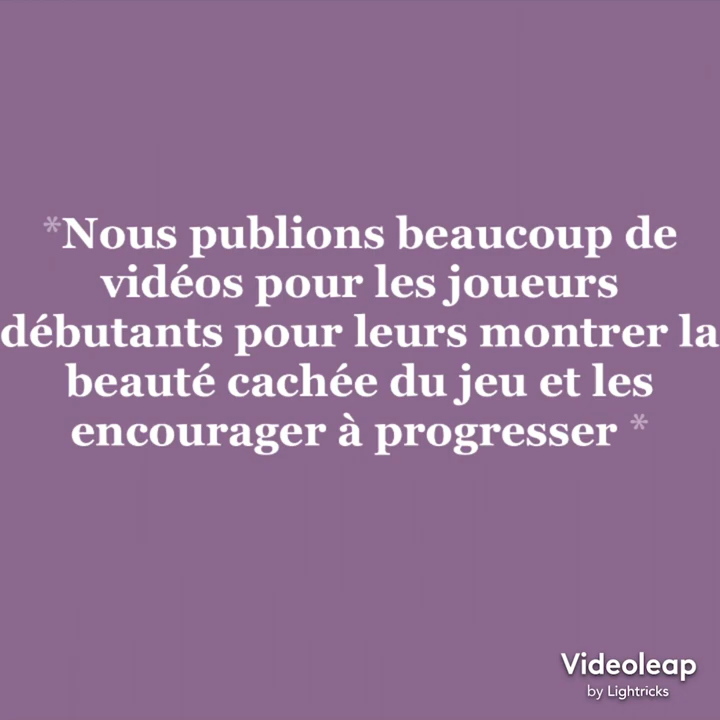 *Nous publions beaucoup de
vidéos pour les joueurs
débutants pour leurs montrer la
beauté cachée du jeu et les
encourager à progresser *
Videoleap
by Lightricks